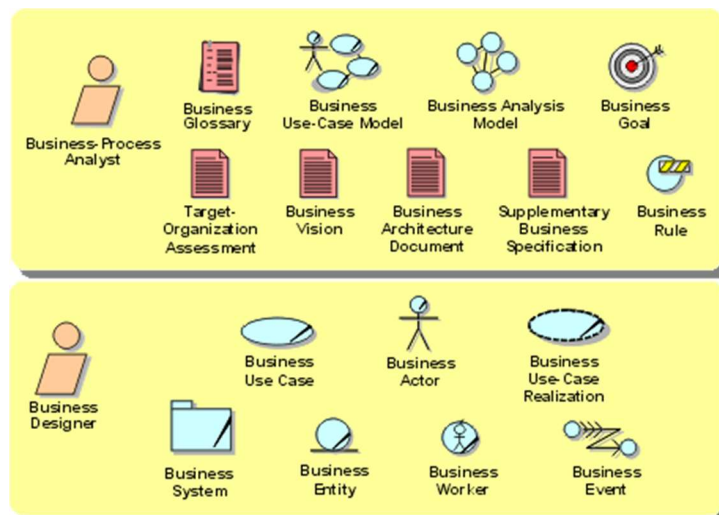 Business-Process
Analyst
Business
Glossary
Business
Use-Case Model
Business Analysis
Model
Business
Goal
Target-
Organization
Assessment
Business
Vision
Business
Architecture
Document
Supplementary
Business
Specification
Business
Rule
Business
Designer
Business
Use Case
Business
Actor
Business
Use-Case
Realization
Business
System
Business
Entity
Business
Worker
Business
Event